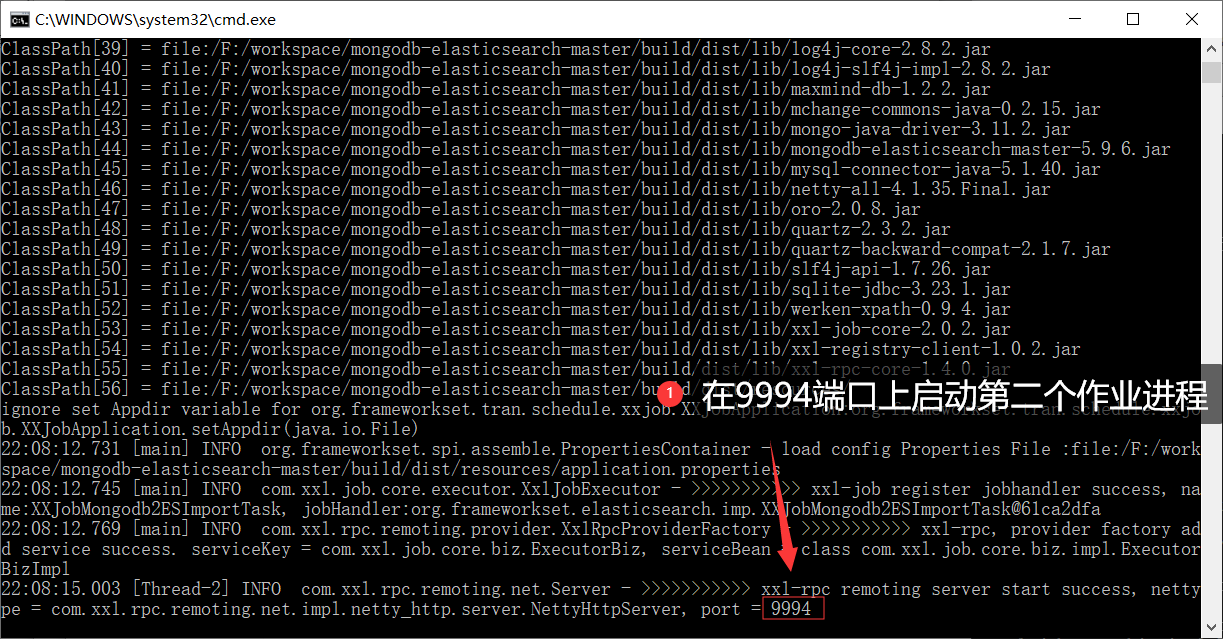 C:\WINDOWS\system32\cmd.exe
ClassPath[39] = file:/F:/workspace/mongodb-elasticsearch-master/build/dist/lib/log4j-core-2.8.2.jar
ClassPath[40] = file:/F:/workspace/mongodb-elasticsearch-master/build/dist/lib/log4j-slf4j-impl-2.8.2.jar
ClassPath[41] = file:/F:/workspace/mongodb-elasticsearch-master/build/dist/lib/maxmind-db-1.2.2.jar
ClassPath[42] = file:/F:/workspace/mongodb-elasticsearch-master/build/dist/lib/mchange-commons-java-0.2.15.jar
ClassPath[43] = file:/F:/workspace/mongodb-elasticsearch-master/build/dist/lib/mongo-java-driver-3.11.2.jar
ClassPath[44] = file:/F:/workspace/mongodb-elasticsearch-master/build/dist/lib/mongodb-elasticsearch-master-5.9.6.jar
ClassPath[45] = file:/F:/workspace/mongodb-elasticsearch-master/build/dist/lib/mysql-connector-java-5.1.40.jar
ClassPath[46] = file:/F:/workspace/mongodb-elasticsearch-master/build/dist/lib/netty-all-4.1.35.Final.jar
ClassPath[47] = file:/F:/workspace/mongodb-elasticsearch-master/build/dist/lib/oro-2.0.8.jar
ClassPath[48] = file:/F:/workspace/mongodb-elasticsearch-master/build/dist/lib/quartz-2.3.2.jar
ClassPath[49] = file:/F:/workspace/mongodb-elasticsearch-master/build/dist/lib/quartz-backward-compat-2.1.7.jar
ClassPath[50] = file:/F:/workspace/mongodb-elasticsearch-master/build/dist/lib/slf4j-api-1.7.26.jar
ClassPath[51] = file:/F:/workspace/mongodb-elasticsearch-master/build/dist/lib/sqlite-jdbc-3.23.1.jar
ClassPath[52] = file:/F:/workspace/mongodb-elasticsearch-master/build/dist/lib/werken-xpath-0.9.4.jar
ClassPath[53] = file:/F:/workspace/mongodb-elasticsearch-master/build/dist/lib/xxl-job-core-2.0.2.jar
ClassPath[54] = file:/F:/workspace/mongodb-elasticsearch-master/build/dist/lib/xxl-registry-client-1.0.2.jar
ClassPath[55] = file:/F:/workspace/mongodb-elasticsearch-master/build/dist/lib/xxl-rpc-core-1.4.0.jar
ClassPath[56] = file:/F:/workspace/mongodb-elasticsearch-master/build
1 在9994端口上启动第二个作业进程
ignore set Appdir variable for org.frameworkset.tran.schedule.xxjob.XXJobApplication:org.frameworkset.tran.schedule.xxjo
b.XXJobApplication.setAppdir(java.io.File)
22:08:12.731 [main] INFO  org.frameworkset.spi.assemble.PropertiesContainer - load config Properties File :file:/F:/work
space/mongodb-elasticsearch-master/build/dist/resources/application.properties
22:08:12.745 [main] INFO  com.xxl.job.core.executor.XxlJobExecutor - >>>>>>>>>>> xxl-job register jobhandler success, na
me:XXJobMongodb2ESImportTask, jobHandler:org.frameworkset.elasticsearch.imp.XXJobMongodb2ESImportTask@61ca2dfa
22:08:12.769 [main] INFO  com.xxl.rpc.remoting.provider.XxlRpcProviderFactory - >>>>>>>>>>> xxl-rpc, provider factory ad
d service success. serviceKey = com.xxl.job.core.biz.ExecutorBiz, serviceBean = class com.xxl.job.core.biz.impl.Executor
BizImpl
22:08:15.003 [Thread-2] INFO  com.xxl.rpc.remoting.net.Server - >>>>>>>>>>> xxl-rpc remoting server start success, netty
pe = com.xxl.rpc.remoting.net.impl.netty_http.server.NettyHttpServer, port = 9994